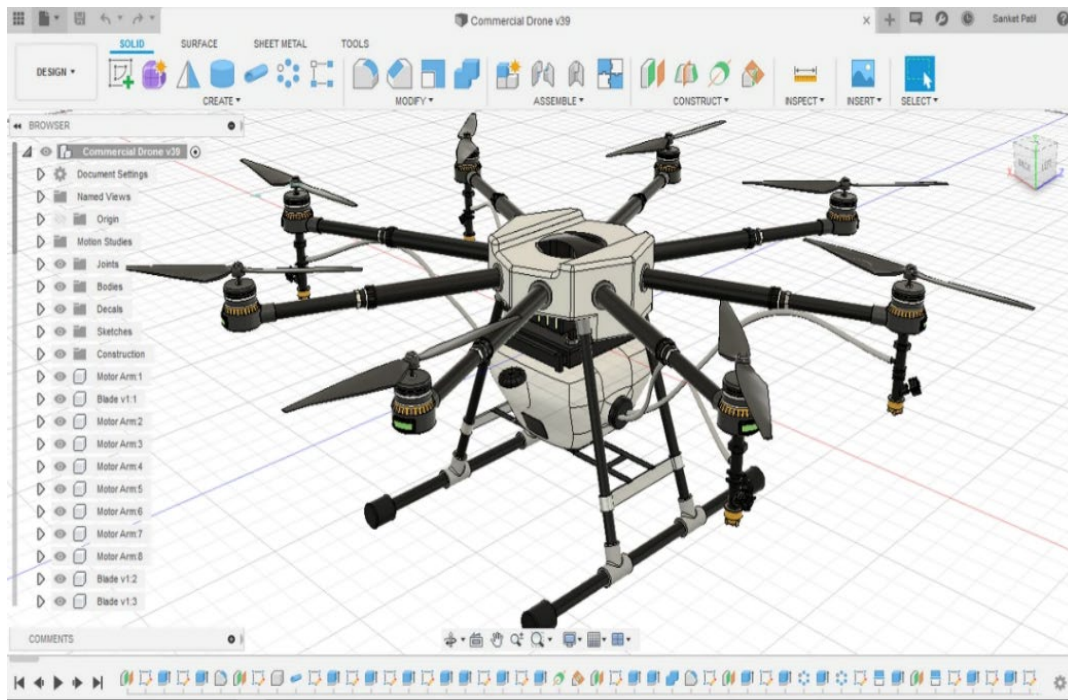 Commercial Drone v39
Sanket Patil
SOLID SURFACE SHEET METAL TOOLS
DESIGN
CREATE MODIFY ASSEMBLE CONSTRUCT INSPECT INSERT SELECT
BROWSER
Commercial Drone v39
Document Settings
Named Views
Origin
Motion Studies
Joints
Bodies
Decals
Sketches
Construction
Motor Arm:1
Blade v1:1
Motor Arm:2
Motor Arm:3
Motor Arm:4
Motor Arm:5
Motor Arm:6
Motor Arm:7
Motor Arm:8
Blade v1:2
Blade v1:3
COMMENTS